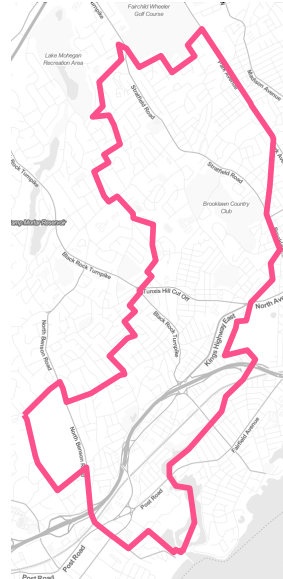 Fairchild Wheeler
Golf Course
Lake Mohegan
Recreation Area
Park Avenue
Madison Avenue
Stratfield Road
Stratfield Road
Rock Turnpike
Brooklawn Country
Club
Black Rock Turnpike
Tunxis Hill Cut Off
North Ave
Kings Highway East
Black Rock Turnpike
North Benson Road
North Benson Road
Fairfield Avenue
Post Road
Post Road
Post Road